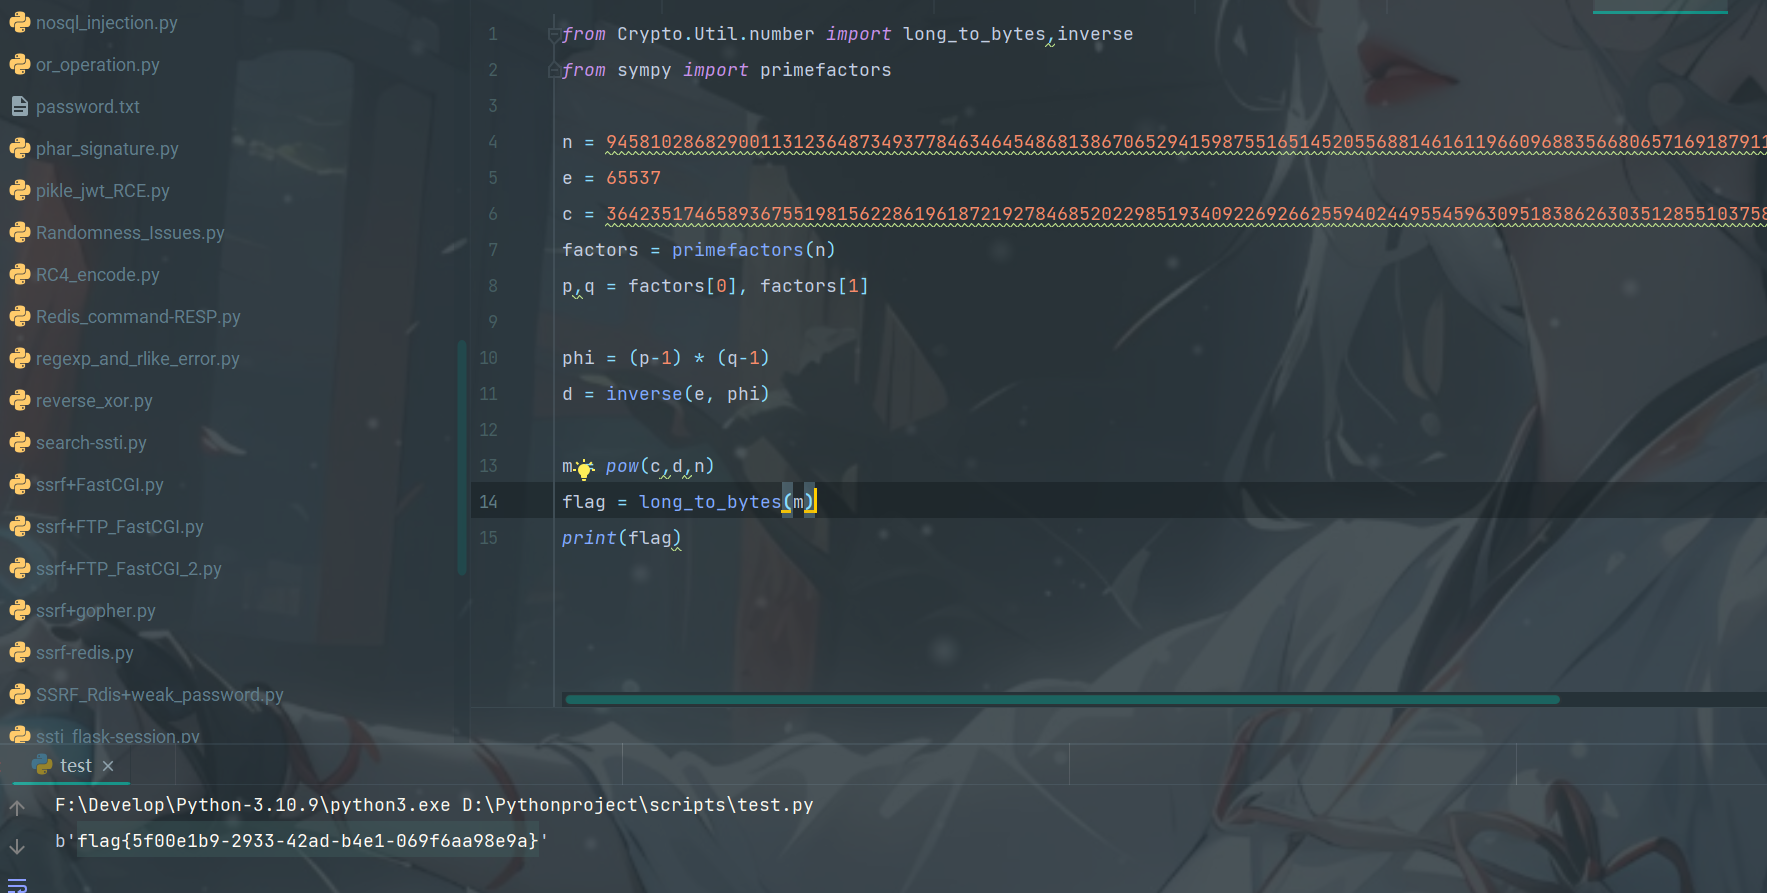 nosql_injection.py
or_operation.py
password.txt
phar_signature.py
pikle_jwt_RCE.py
Randomness_Issues.py
RC4_encode.py
Redis_command-RESP.py
regexp_and_rlike_error.py
reverse_xor.py
search-ssti.py
ssrf+FastCGI.py
ssrf+FTP_FastCGI.py
ssrf+FTP_FastCGI_2.py
ssrf+gopher.py
ssrf-redis.py
SSRF_Rdis+weak_password.py
ssti_flask-session.py
1 from Crypto.Util.number import long_to_bytes,inverse
2 from sympy import primefactors
3
4 n = 94581028682900113123648734937784634664548681386706529415987551651452055688146161196609688356680657169187911
5 e = 65537
6 c = 36423517465893675519815622861961872192784685202298519340922692662559402449554596309518386263035128551037558
7 factors = primefactors(n)
8 p,q = factors[0], factors[1]
9
10 phi = (p-1) * (q-1)
11 d = inverse(e, phi)
12
13 m pow(c,d,n)
14 flag = long_to_bytes(m)
15 print(flag)
test
F:\Develop\Python-3.10.9\python3.exe D:\Pythonproject\scripts\test.py
b'flag{5f00e1b9-2933-42ad-b4e1-069f6aa98e9a}'